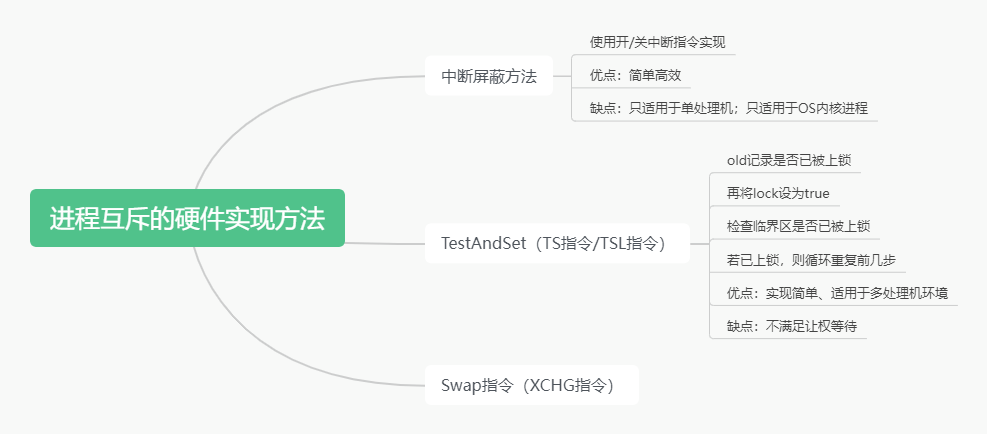 进程互斥的硬件实现方法
中断屏蔽方法
使用开/关中断指令实现
优点：简单高效
缺点：只适用于单处理机；只适用于OS内核进程
TestAndSet（TS指令/TSL指令）
old记录是否已被上锁
再将lock设为true
检查临界区是否已被上锁
若已上锁，则循环重复前几步
优点：实现简单、适用于多处理机环境
缺点：不满足让权等待
Swap指令（XCHG指令）